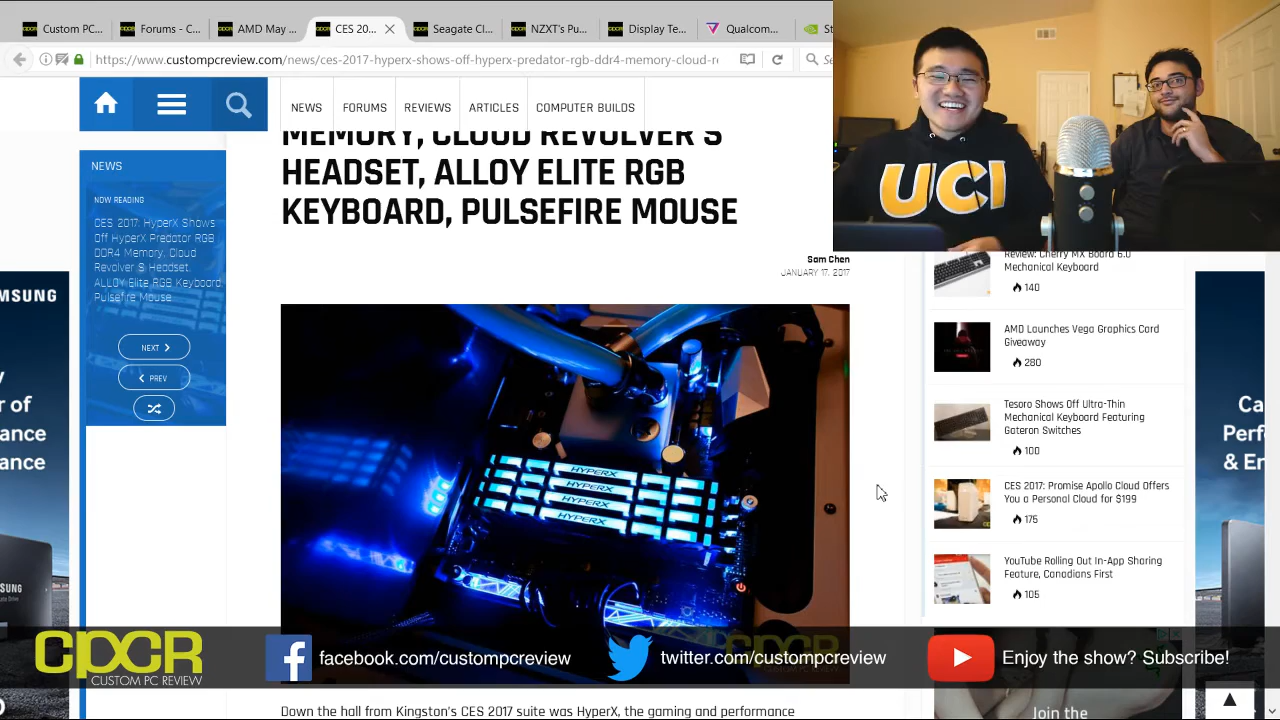 Custom PC...
Forums - C...
AMD May ...
CES 20...
Seagate Cl...
NZXT's Pu...
Display Te...
Qualcom...
https://www.custompcreview.com/news/ces-2017-hyperx-shows-off-hyperx-predator-rgb-ddr4-memory-cloud-re
NEWS
FORUMS
REVIEWS
ARTICLES
COMPUTER BUILDS
MEMORY, CLOUD REVOLVER S
HEADSET, ALLOY ELITE RGB
KEYBOARD, PULSEFIRE MOUSE
Sam Chen
JANUARY 17, 2017
NEWS
NOW READING
CES 2017: HyperX Shows
Off HyperX Predator RGB
DDR4 Memory, Cloud
Revolver S Headset,
ALLOY Elite RGB Keyboard
Pulsefire Mouse
NEXT
PREV
HYPERX
HYPERX
HYPERX
HYPERX
UCI
Review: Cherry MX Board 6.0
Mechanical Keyboard
140
AMD Launches Vega Graphics Card
Giveaway
280
Tesoro Shows Off Ultra-Thin
Mechanical Keyboard Featuring
Gateron Switches
100
CES 2017: Promise Apollo Cloud Offers
You a Personal Cloud for $199
175
YouTube Rolling Out In-App Sharing
Feature, Canadians First
105
CPCR
CUSTOM PC REVIEW
facebook.com/custompcreview
twitter.com/custompcreview
Enjoy the show? Subscribe!
Down the hall from Kingston's CES 2017 suite was HyperX, the gaming and performance
Join the